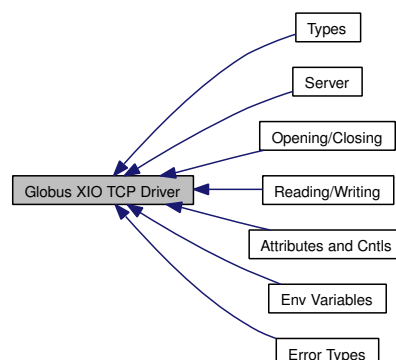 Types
Server
Opening/Closing
Globus XIO TCP Driver
Reading/Writing
Attributes and Cntls
Env Variables
Error Types